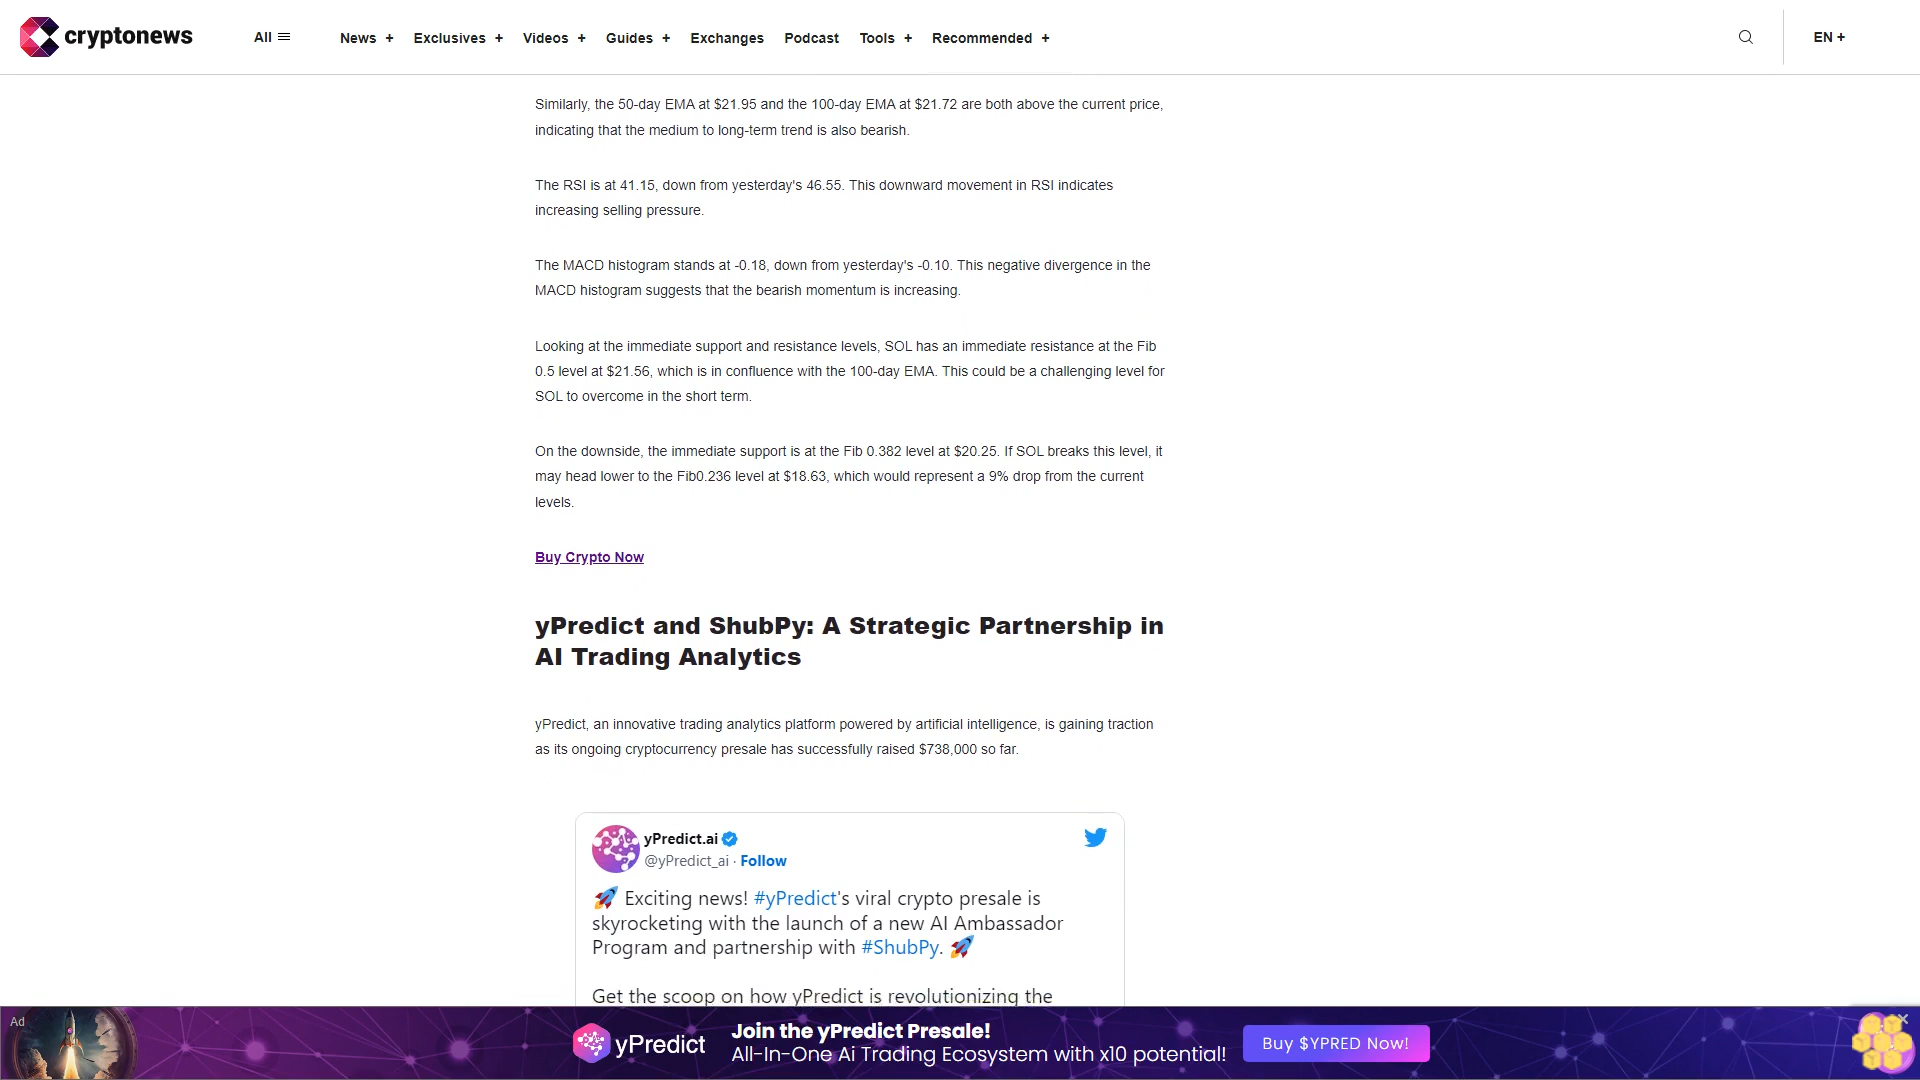 cryptonews
All
News +
Exclusives +
Videos +
Guides +
Exchanges
Podcast
Tools +
Recommended +
EN +
Similarly, the 50-day EMA at $21.95 and the 100-day EMA at $21.72 are both above the current price,
indicating that the medium to long-term trend is also bearish.
The RSI is at 41.15, down from yesterday's 46.55. This downward movement in RSI indicates
increasing selling pressure.
The MACD histogram stands at -0.18, down from yesterday's -0.10. This negative divergence in the
MACD histogram suggests that the bearish momentum is increasing.
Looking at the immediate support and resistance levels, SOL has an immediate resistance at the Fib
0.5 level at $21.56, which is in confluence with the 100-day EMA. This could be a challenging level for
SOL to overcome in the short term.
On the downside, the immediate support is at the Fib 0.382 level at $20.25. If SOL breaks this level, it
may head lower to the Fib0.236 level at $18.63, which would represent a 9% drop from the current
levels.
Buy Crypto Now
yPredict and ShubPy: A Strategic Partnership in
AI Trading Analytics
yPredict, an innovative trading analytics platform powered by artificial intelligence, is gaining traction
as its ongoing cryptocurrency presale has successfully raised $738,000 so far.
yPredict.ai
@yPredict_ai · Follow
🚀 Exciting news! #yPredict's viral crypto presale is
skyrocketing with the launch of a new AI Ambassador
Program and partnership with #ShubPy. 🚀
Get the scoop on how yPredict is revolutionizing the
Ad
yPredict
Join the yPredict Presale!
All-In-One Ai Trading Ecosystem with x10 potential!
Buy $YPRED Now!